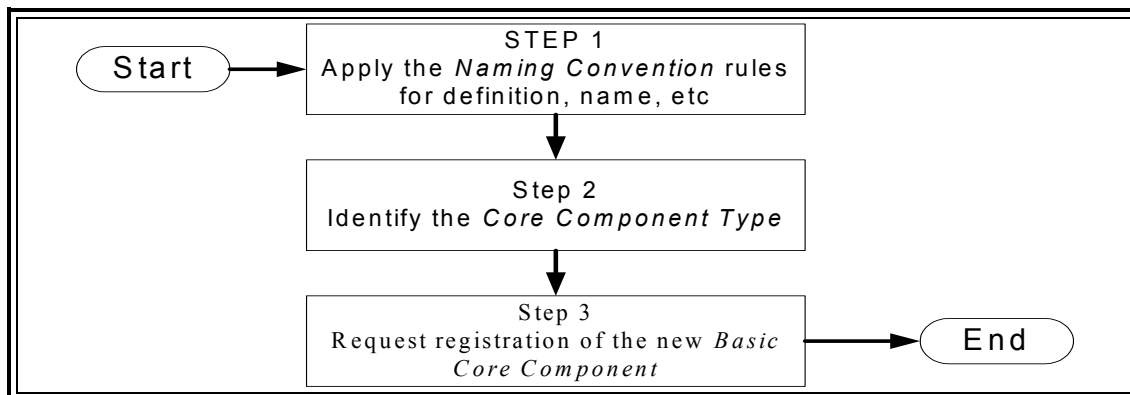 Start
STEP 1
Apply the Naming Convention rules
for definition, name, etc
Step 2
Identify the Core Component Type
Step 3
Request registration of the new Basic
Core Component
End